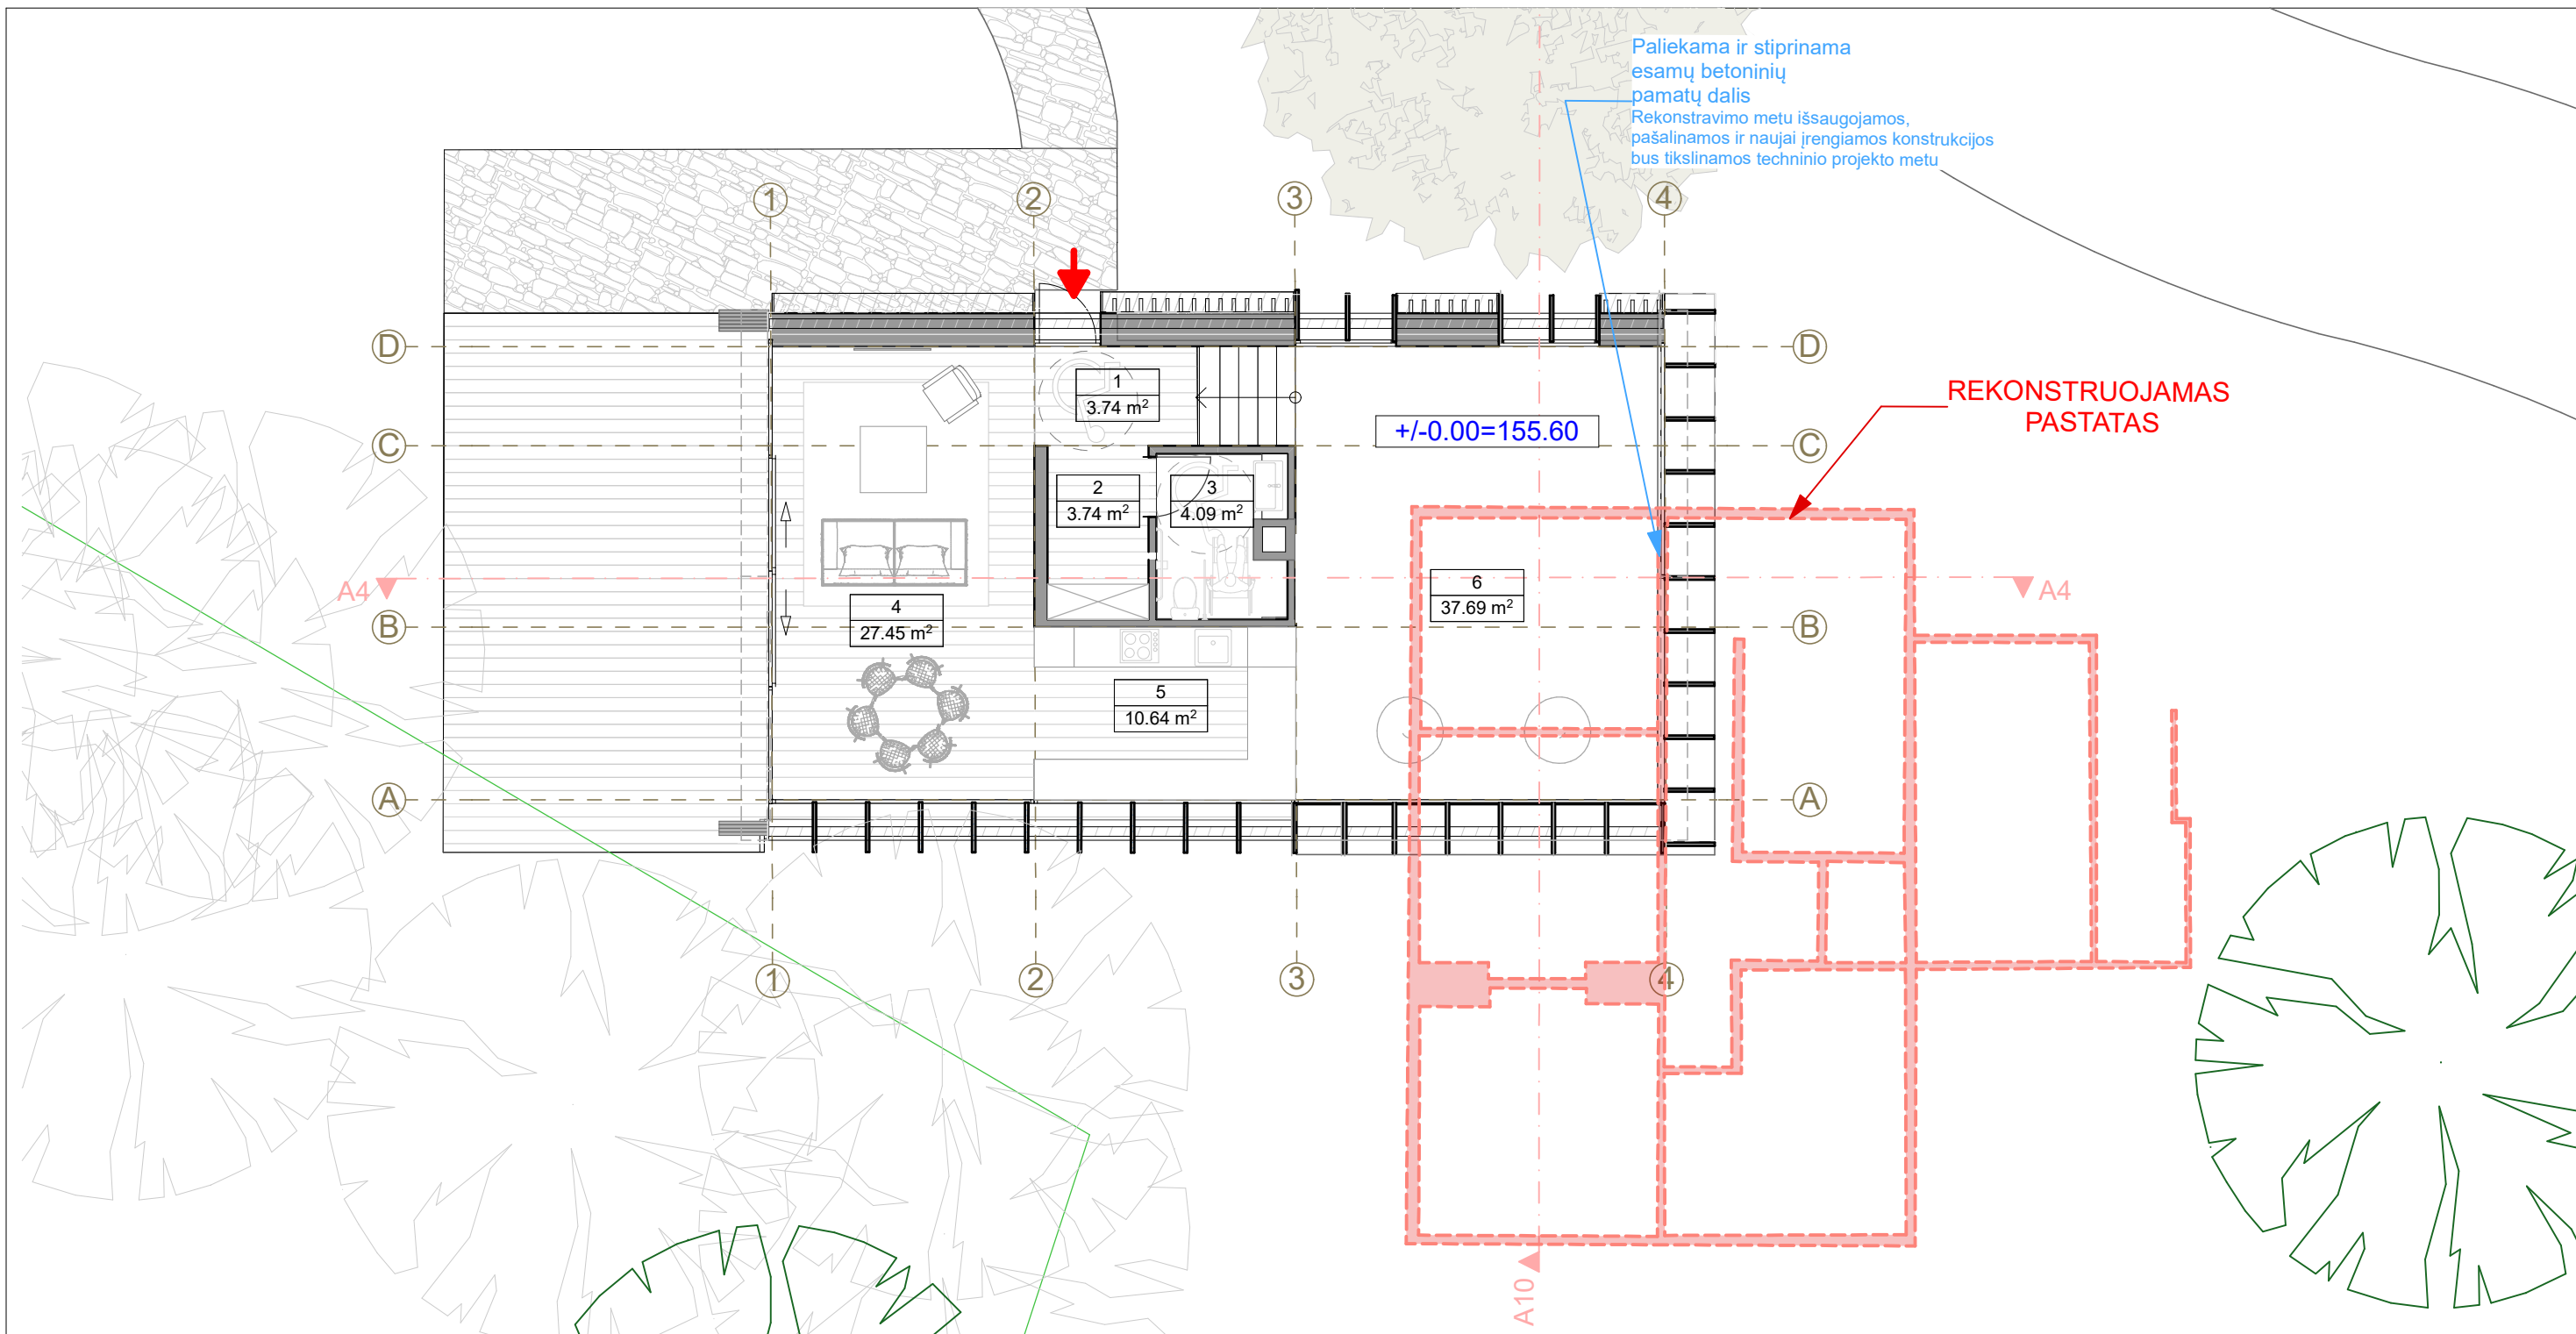 Paliekama ir stiprinama
esamų betoninių
pamatų dalis
Rekonstravimo metu išsaugojamos,
pašalinamos ir naujai įrengiamos konstrukcijos
bus tikslinamos techninio projekto metu
1
2
3
4
D
D
1
3.74 m²
REKONSTRUOJAMAS
PASTATAS
+/-0.00=155.60
C
C
2
3.74 m²
3
4.09 m²
A4
A4
6
37.69 m²
4
27.45 m²
B
B
5
10.64 m²
A
A
1
2
3
4
A10